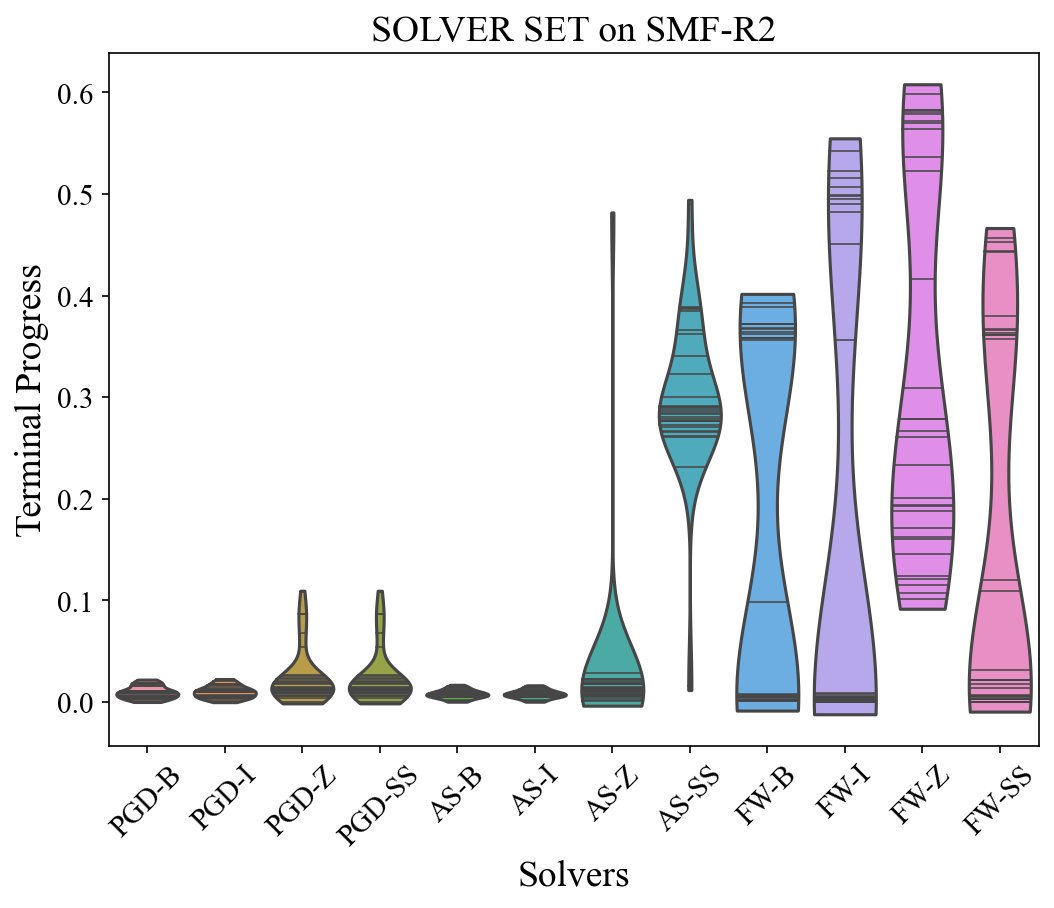 SOLVER SET on SMF-R2
Terminal Progress
0.6
0.5
0.4
0.3
0.2
0.1
0.0
PGD-B
PGD-I
PGD-Z
PGD-SS
AS-B
AS-I
AS-Z
AS-SS
FW-B
FW-I
FW-Z
FW-SS
Solvers